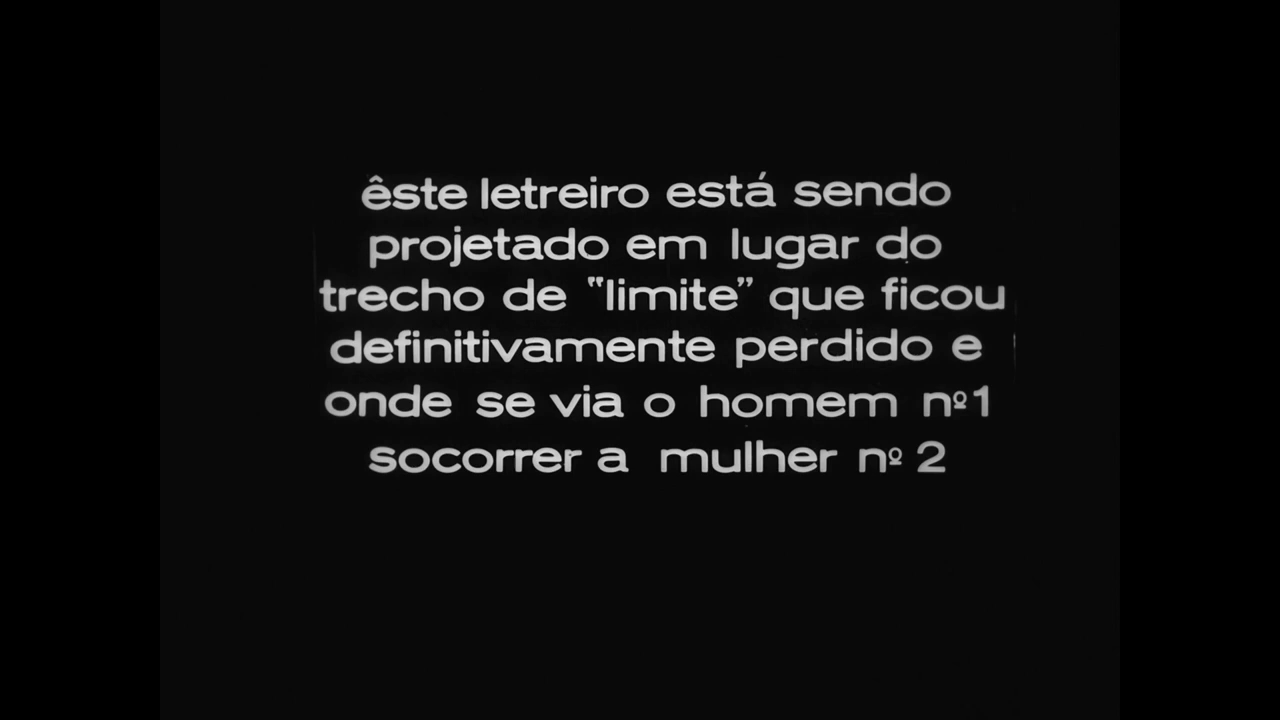 êste letreiro está sendo
projetado em lugar do
trecho de "limite" que ficou
definitivamente perdido e
onde se via o homem nº1
socorrer a mulher nº 2